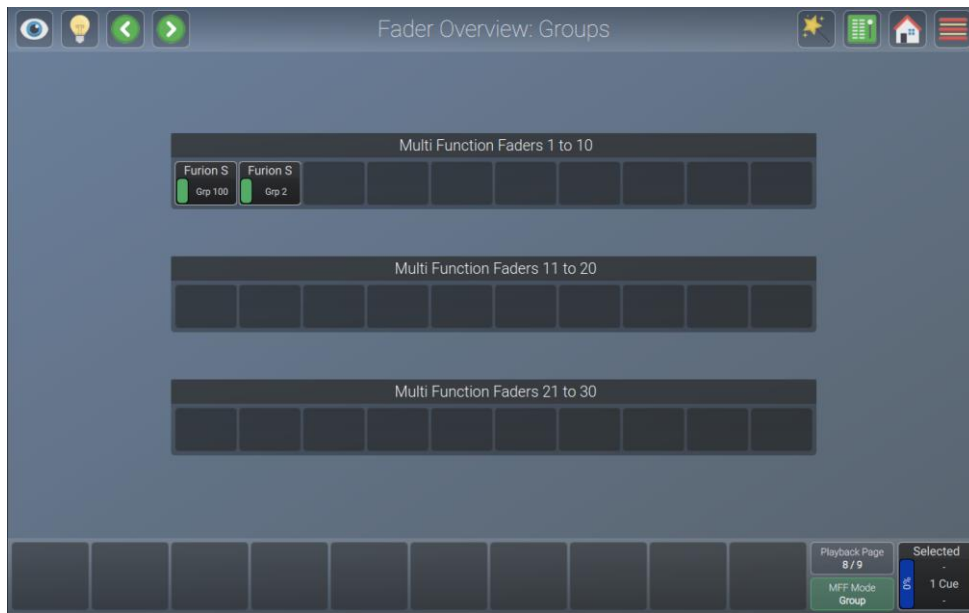 Fader Overview: Groups
Multi Function Faders 1 to 10
Furion S Furion S
Grp 100 Grp 2
Multi Function Faders 11 to 20
Multi Function Faders 21 to 30
Playback Page
8/9
MFF Mode
Group
Selected
-
0%
1 Cue
-